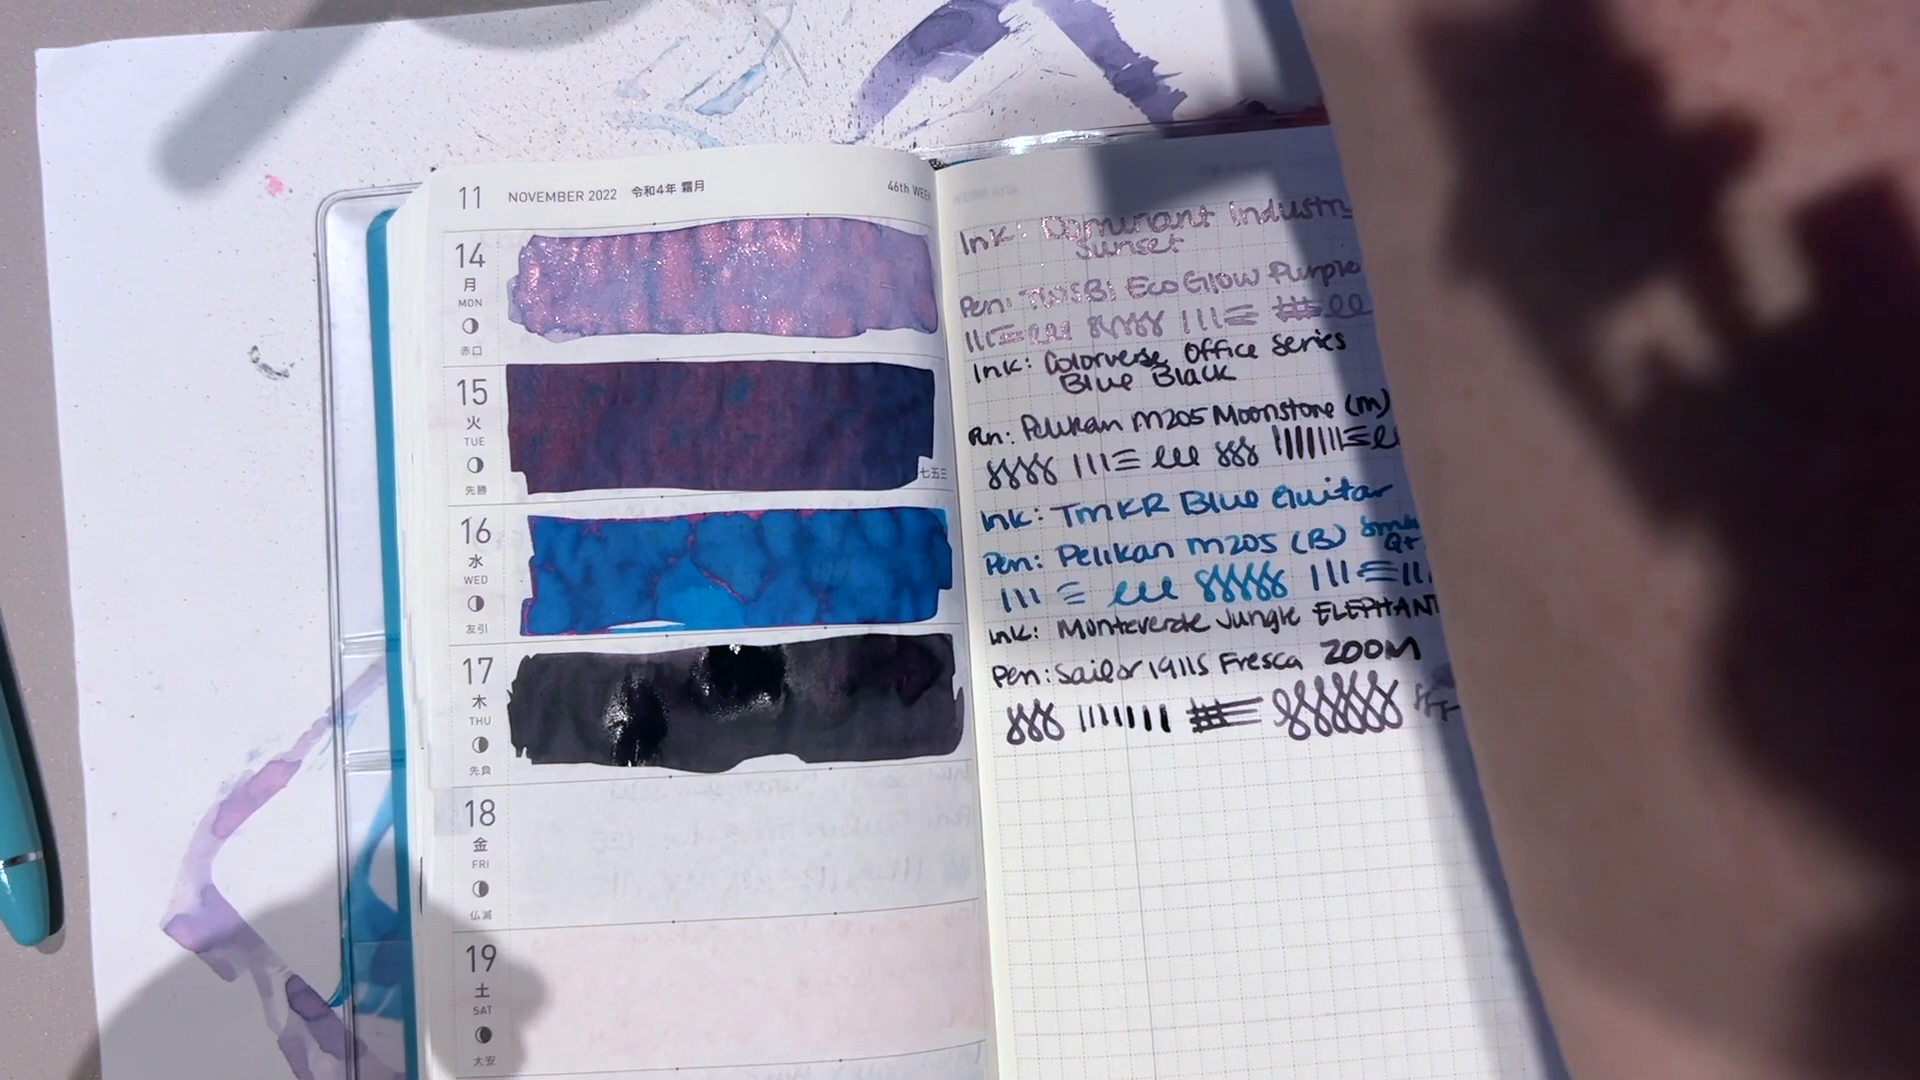 11 NOVEMBER 2022 令和4年 霜月 46th WEEK
14
月
MON
赤口
15
火
TUE
先勝
七五三
16
水
WED
友引
17
木
THU
先負
18
金
FRI
仏滅
19
土
SAT
大安
Ink: Dominant Industry
Sunset
Pen: TWSBI Eco Glow Purple
Ink: Colorverse Office Series
Blue Black
Pen: Pelikan M205 Moonstone (M)
Ink: TMKR Blue Guitar
Pen: Pelikan M205 (B)
Ink: Monteverde Jungle ELEPHANT
Pen: Sailor 1911S Fresca ZOOM